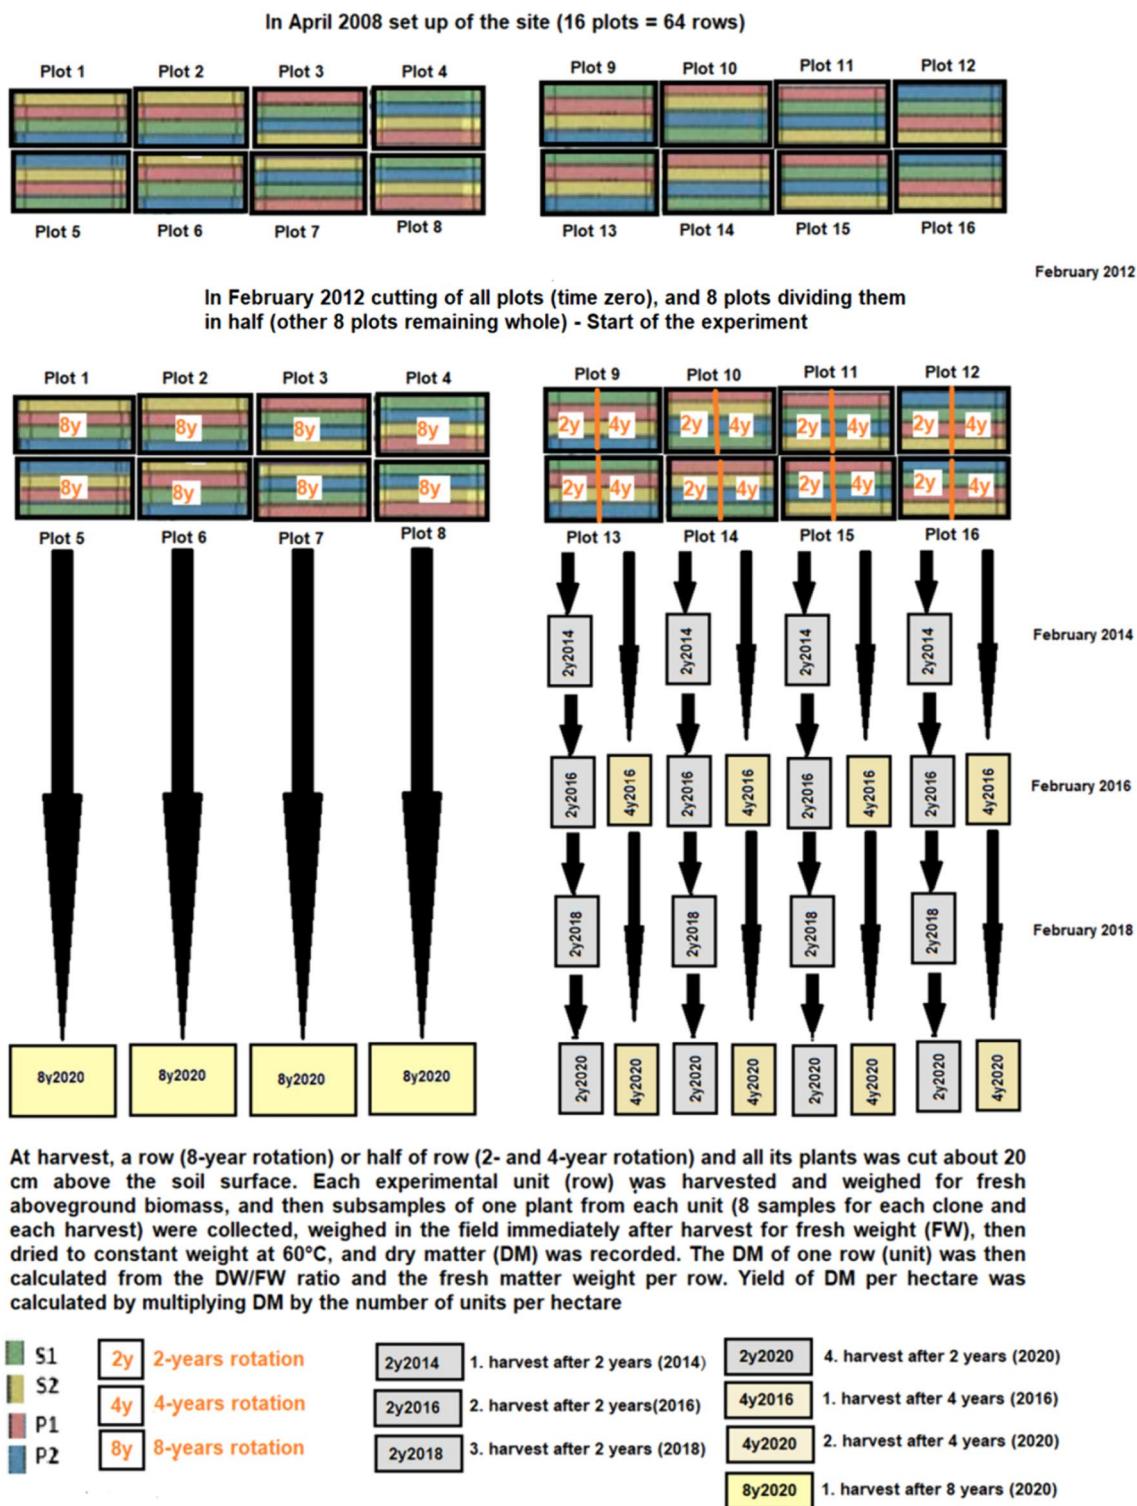 In April 2008 set up of the site (16 plots = 64 rows)
Plot 1 Plot 2 Plot 3 Plot 4 Plot 9 Plot 10 Plot 11 Plot 12
Plot 5 Plot 6 Plot 7 Plot 8 Plot 13 Plot 14 Plot 15 Plot 16
February 2012
In February 2012 cutting of all plots (time zero), and 8 plots dividing them
in half (other 8 plots remaining whole) - Start of the experiment
Plot 1 Plot 2 Plot 3 Plot 4 Plot 9 Plot 10 Plot 11 Plot 12
8y 8y 8y 8y 2y 4y 2y 4y 2y 4y 2y 4y
8y 8y 8y 8y 2y 4y 2y 4y 2y 4y 2y 4y
Plot 5 Plot 6 Plot 7 Plot 8 Plot 13 Plot 14 Plot 15 Plot 16
2y2014 2y2014 2y2014 2y2014 February 2014
2y2016 4y2016 2y2016 4y2016 2y2016 4y2016 2y2016 4y2016 February 2016
2y2018 2y2018 2y2018 2y2018 February 2018
8y2020 8y2020 8y2020 8y2020 2y2020 4y2020 2y2020 4y2020 2y2020 4y2020 2y2020 4y2020
At harvest, a row (8-year rotation) or half of row (2- and 4-year rotation) and all its plants was cut about 20
cm above the soil surface. Each experimental unit (row) was harvested and weighed for fresh
aboveground biomass, and then subsamples of one plant from each unit (8 samples for each clone and
each harvest) were collected, weighed in the field immediately after harvest for fresh weight (FW), then
dried to constant weight at 60°C, and dry matter (DM) was recorded. The DM of one row (unit) was then
calculated from the DW/FW ratio and the fresh matter weight per row. Yield of DM per hectare was
calculated by multiplying DM by the number of units per hectare
S1
S2
P1
P2
2y 2-years rotation
4y 4-years rotation
8y 8-years rotation
2y2014 1. harvest after 2 years (2014)
2y2016 2. harvest after 2 years(2016)
2y2018 3. harvest after 2 years (2018)
2y2020 4. harvest after 2 years (2020)
4y2016 1. harvest after 4 years (2016)
4y2020 2. harvest after 4 years (2020)
8y2020 1. harvest after 8 years (2020)